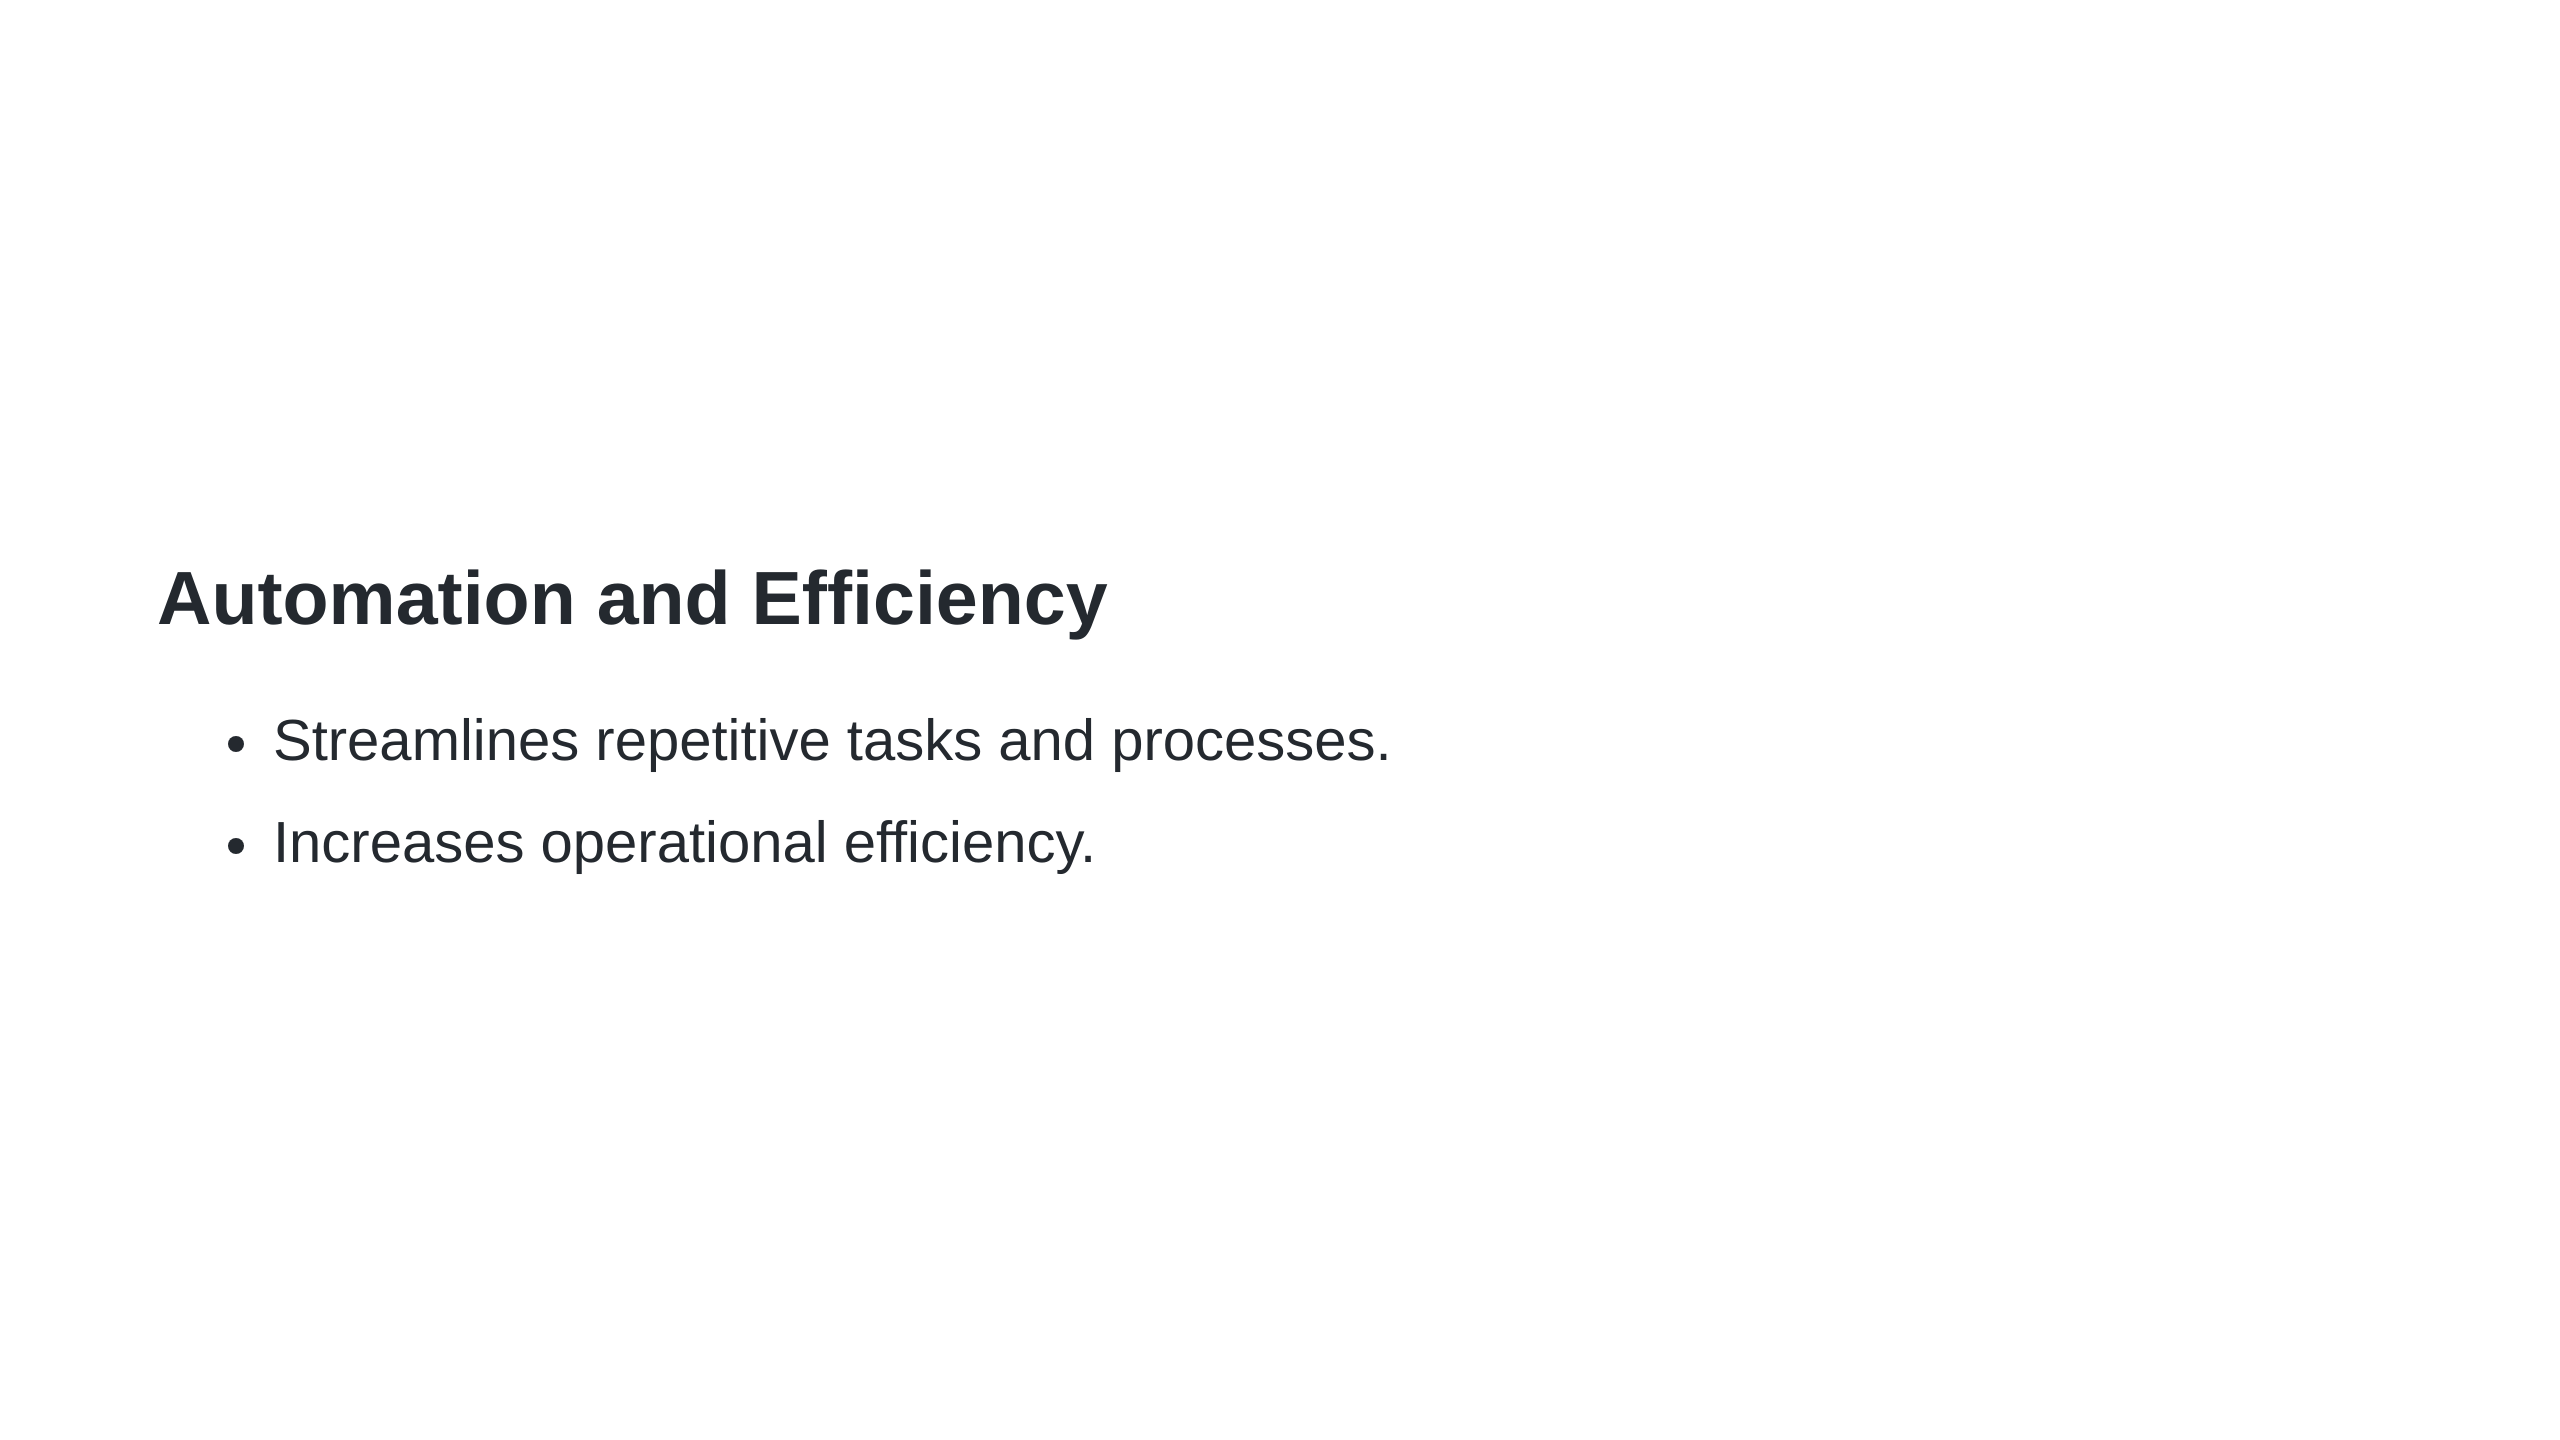 Automation and Efficiency
• Streamlines repetitive tasks and processes.
• Increases operational efficiency.